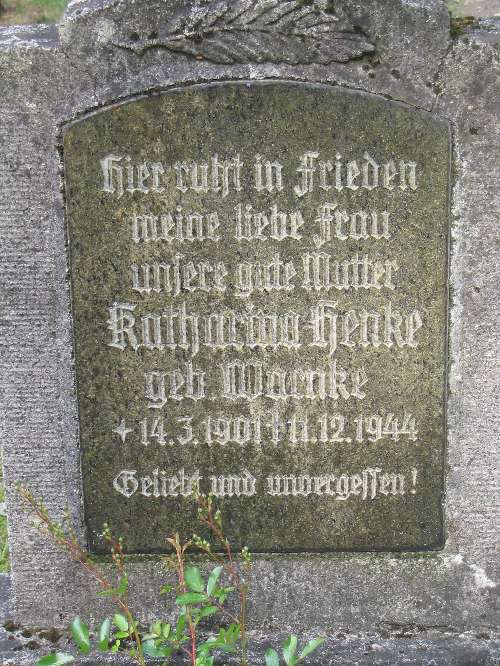 Hier ruht in Frieden
meine liebe Frau
unsere gute Mutter
Katharina Henke
geb. Warnke
* 14.3.1901 † 11.12.1944
Geliebt und unvergessen!